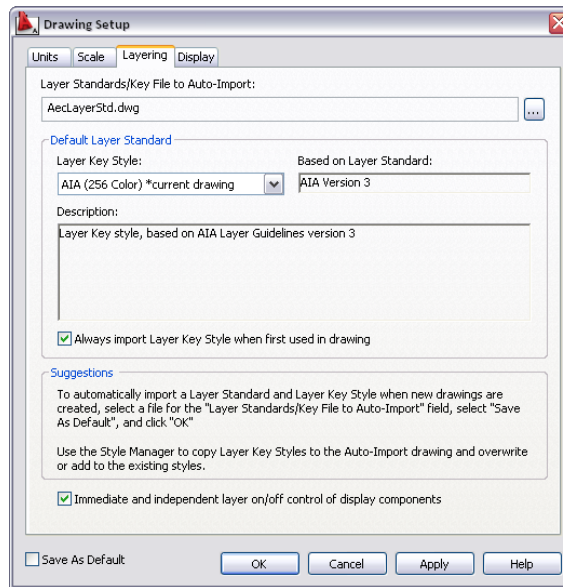 Drawing Setup
Units Scale Layering Display
Layer Standards/Key File to Auto-Import:
AecLayerStd.dwg
...
Default Layer Standard
Layer Key Style: Based on Layer Standard:
AIA (256 Color) *current drawing AIA Version 3
Description:
Layer Key style, based on AIA Layer Guidelines version 3
Always import Layer Key Style when first used in drawing
Suggestions
To automatically import a Layer Standard and Layer Key Style when new drawings are
created, select a file for the "Layer Standards/Key File to Auto-Import" field, select "Save
As Default", and click "OK"
Use the Style Manager to copy Layer Key Styles to the Auto-Import drawing and overwrite
or add to the existing styles.
Immediate and independent layer on/off control of display components
Save As Default OK Cancel Apply Help